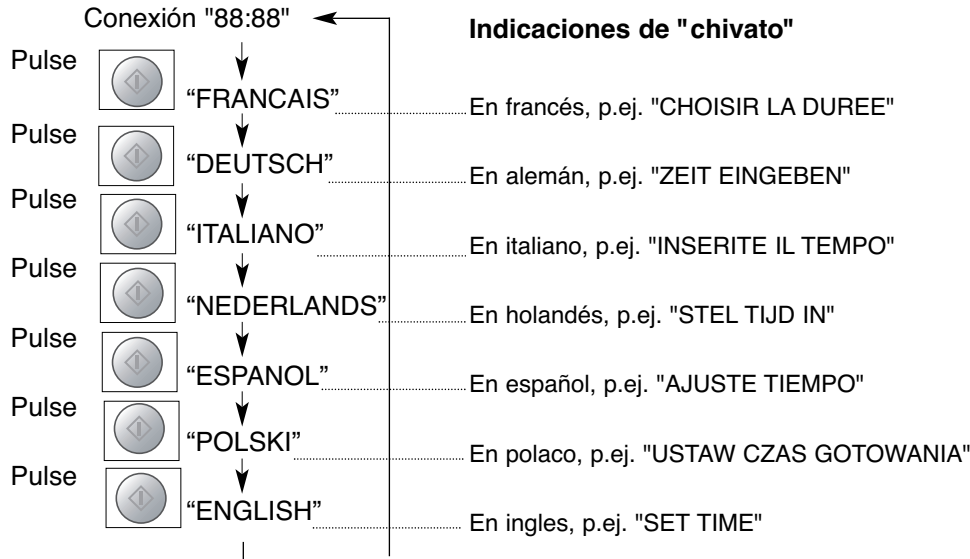 Conexión "88:88"
Indicaciones de "chivato"
Pulse
“FRANCAIS” En francés, p.ej. "CHOISIR LA DUREE"
Pulse
“DEUTSCH” En alemán, p.ej. "ZEIT EINGEBEN"
Pulse
“ITALIANO” En italiano, p.ej. "INSERITE IL TEMPO"
Pulse
“NEDERLANDS” En holandés, p.ej. "STEL TIJD IN"
Pulse
“ESPANOL” En español, p.ej. "AJUSTE TIEMPO"
Pulse
“POLSKI” En polaco, p.ej. "USTAW CZAS GOTOWANIA"
Pulse
“ENGLISH” En ingles, p.ej. "SET TIME"